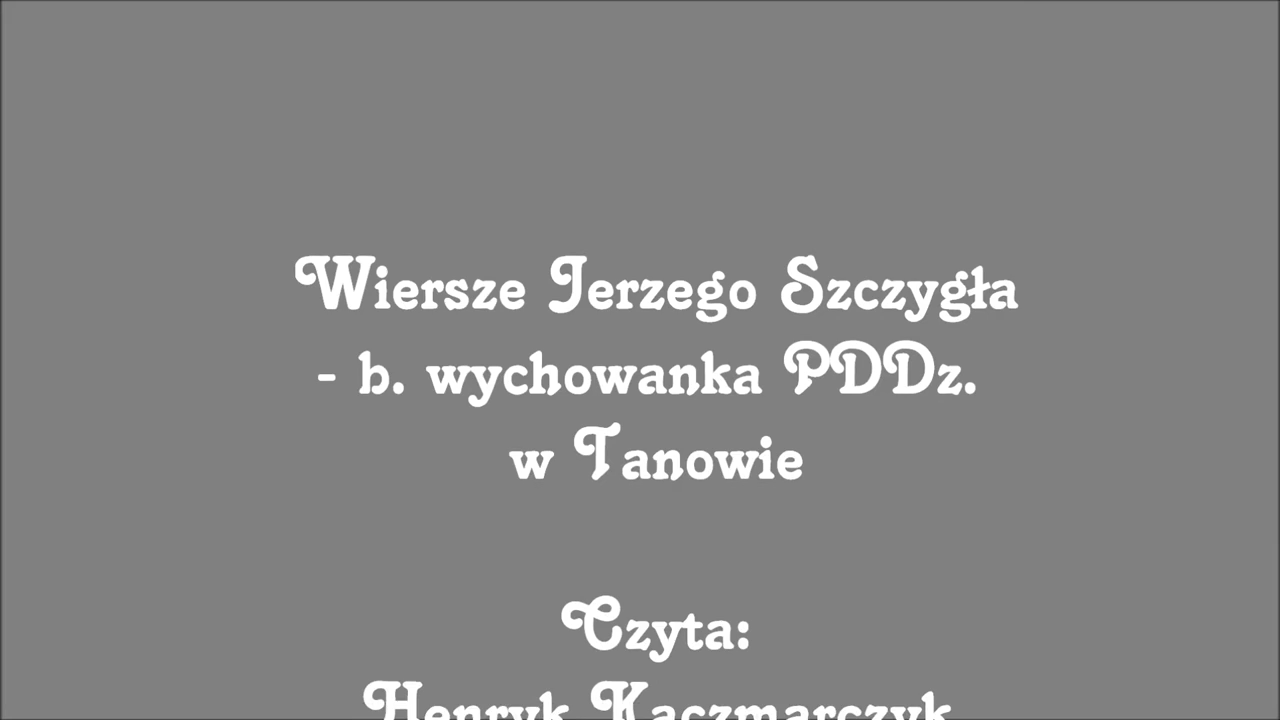 Wiersze Jerzego Szczygła
- b. wychowanka PDDz.
w Tanowie
Czyta:
Henryk Kaczmarczyk